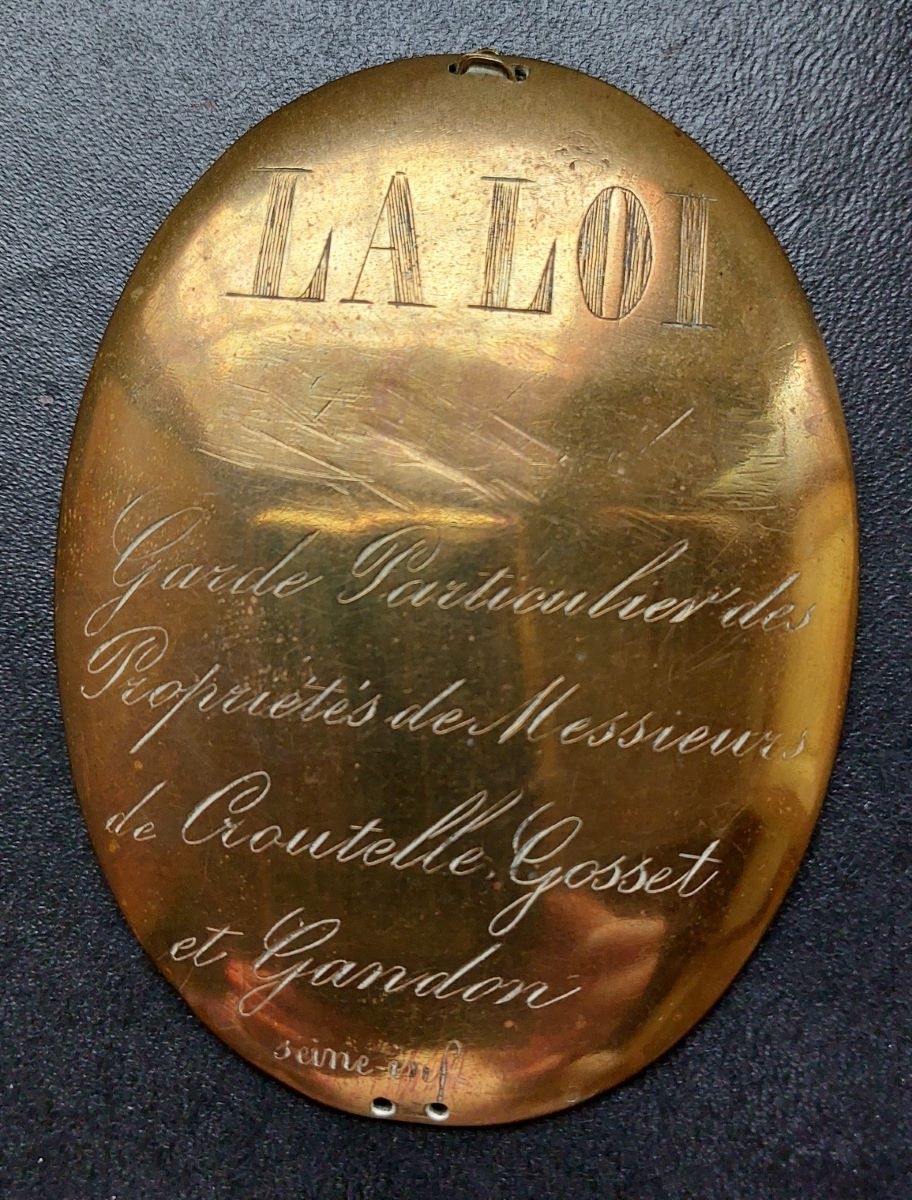 LA LOI
Garde Particulier des
Propriétés de Messieurs
de Croutelle, Gosset
et Gandon
seine-inf